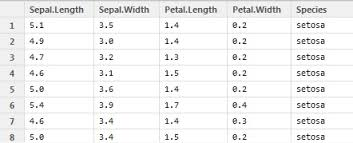 Sepal.Length Sepal.Width Petal.Length Petal.Width Species
1 5.1 3.5 1.4 0.2 setosa
2 4.9 3.0 1.4 0.2 setosa
3 4.7 3.2 1.3 0.2 setosa
4 4.6 3.1 1.5 0.2 setosa
5 5.0 3.6 1.4 0.2 setosa
6 5.4 3.9 1.7 0.4 setosa
7 4.6 3.4 1.4 0.3 setosa
8 5.0 3.4 1.5 0.2 setosa